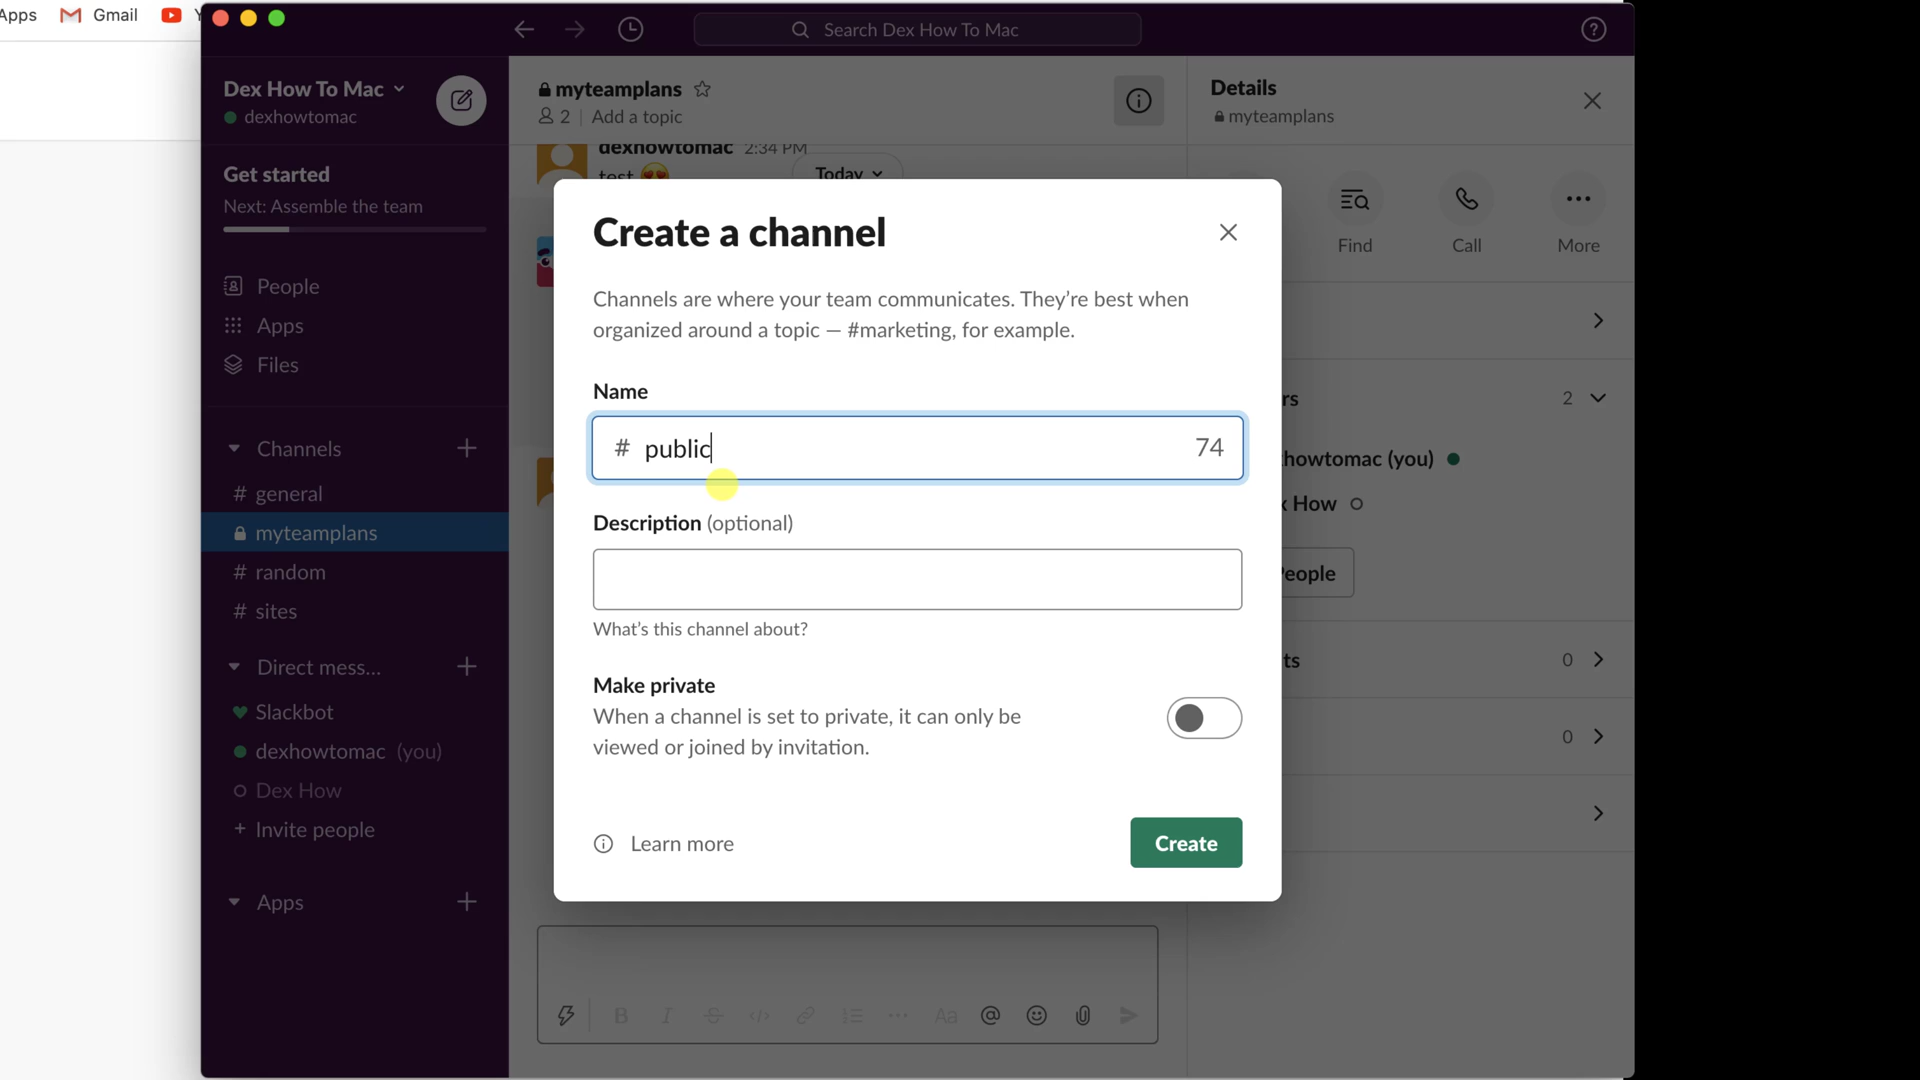 Apps Gmail
Search Dex How To Mac
Dex How To Mac
dexhowtomac
Get started
Next: Assemble the team
People
Apps
Files
Channels
# general
myteamplans
# random
# sites
Direct mess...
Slackbot
dexhowtomac (you)
Dex How
+ Invite people
Apps
myteamplans
2 | Add a topic
dexhowtomac 2:34 PM
test
Today
Create a channel
Channels are where your team communicates. They’re best when
organized around a topic — #marketing, for example.
Name
# public 74
Description (optional)
What’s this channel about?
Make private
When a channel is set to private, it can only be
viewed or joined by invitation.
Learn more
Create
B I S </> Aa @
Details
myteamplans
Find Call More
rs 2
howtomac (you)
How
People
ts 0
0